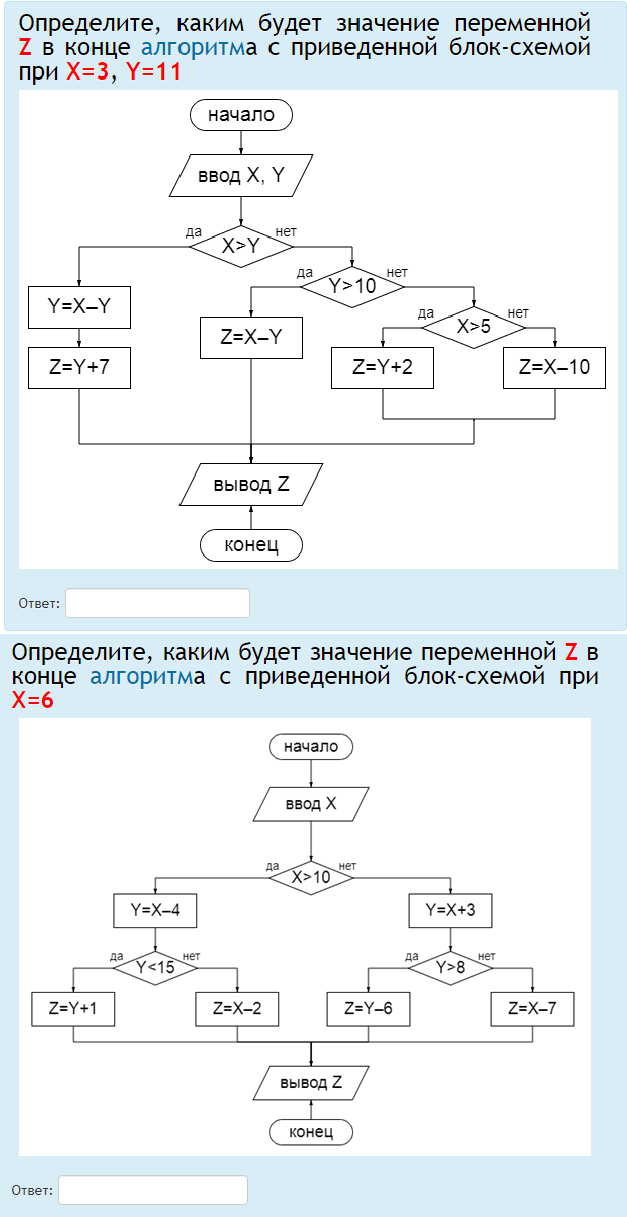 Определите, каким будет значение переменной
Z в конце алгоритма с приведенной блок-схемой
при X=3, Y=11
начало
ввод X, Y
да
X>Y
нет
да
Y>10
нет
Y=X–Y
Z=X–Y
да
X>5
нет
Z=Y+7
Z=Y+2
Z=X–10
вывод Z
конец
Ответ:
Определите, каким будет значение переменной Z в
конце алгоритма с приведенной блок-схемой при
X=6
начало
ввод X
да
X>10
нет
Y=X–4
Y=X+3
да
Y<15
нет
да
Y>8
нет
Z=Y+1
Z=X–2
Z=Y–6
Z=X–7
вывод Z
конец
Ответ: